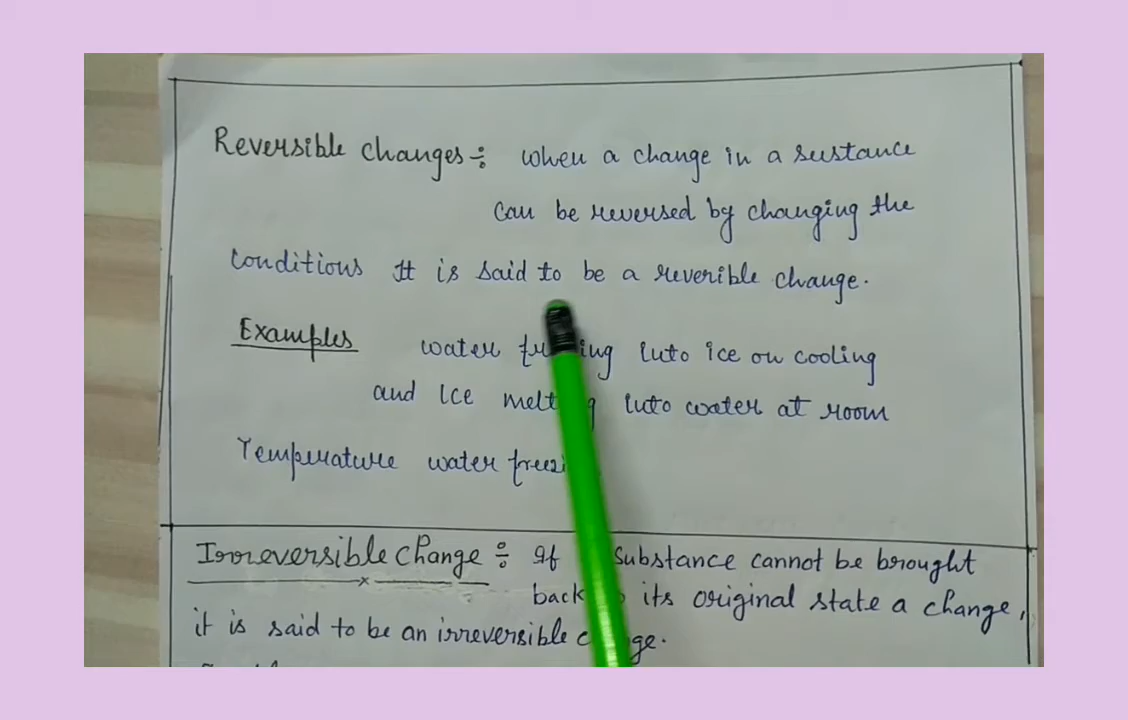 Reversible changes÷ when a change in a sustance
can be reversed by changing the
conditions It is said to be a reverible change.
Examples water into ice on cooling
and Ice into water at room
Temperature water
Irreversible Change ÷ If substance cannot be brought
back its original state a change,
it is said to be an irreversible